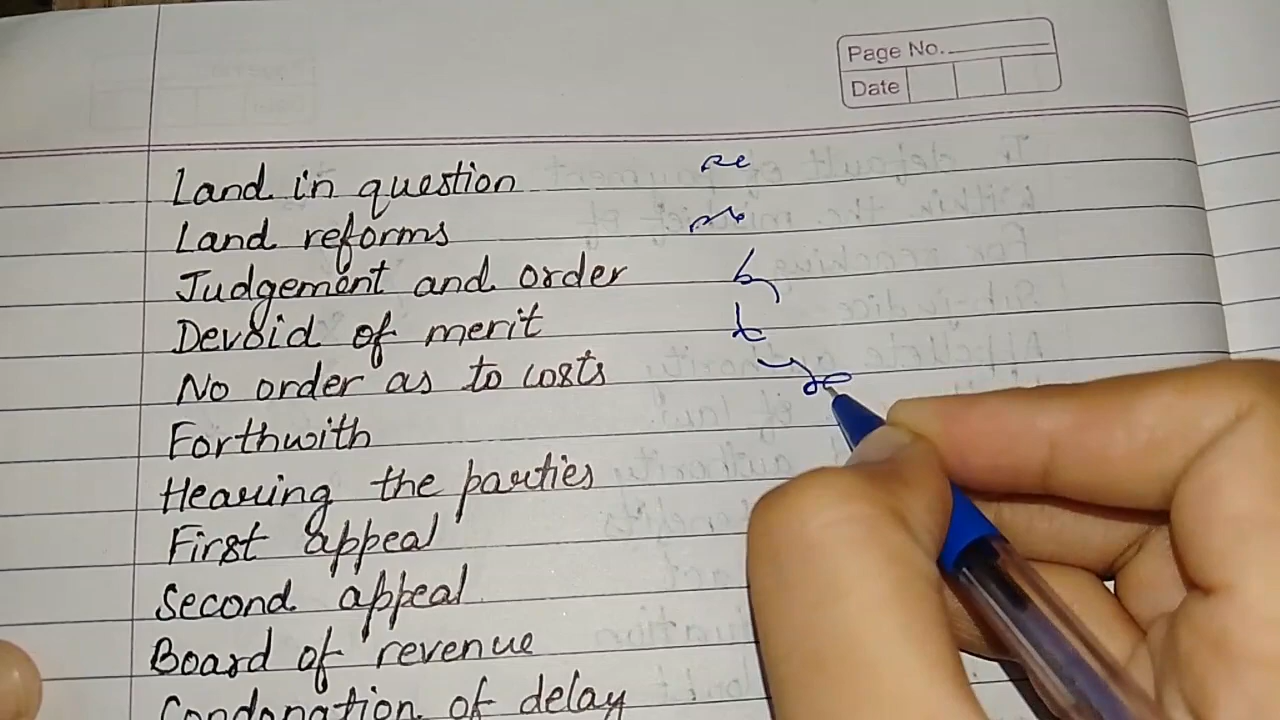 Page No.
Date
Land in question
Land reforms
Judgement and order
Devoid of merit
No order as to costs
Forthwith
Hearing the parties
First appeal
Second appeal
Board of revenue
Condonation of delay